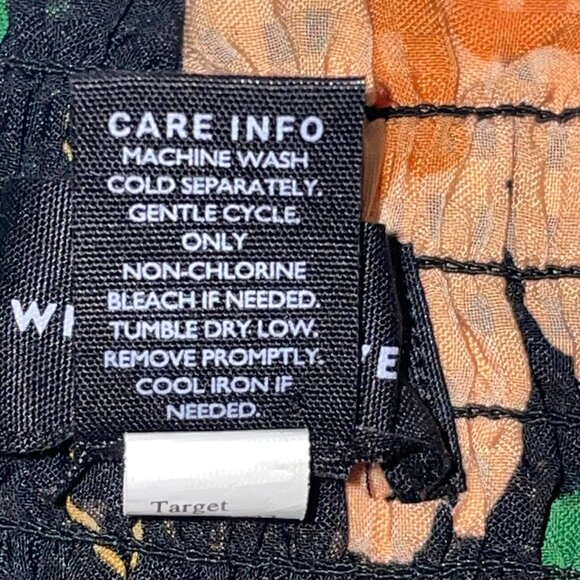 CARE INFO
MACHINE WASH
COLD SEPARATELY.
GENTLE CYCLE,
ONLY
NON-CHLORINE
BLEACH IF NEEDED.
TUMBLE DRY LOW.
REMOVE PROMPTLY.
COOL IRON IF
NEEDED.
Target